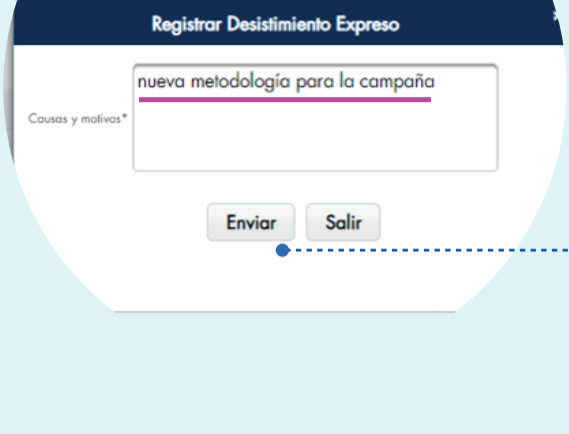 Registrar Desistimiento Expreso
nueva metodología para la campaña
Causas y motivos*
Enviar Salir